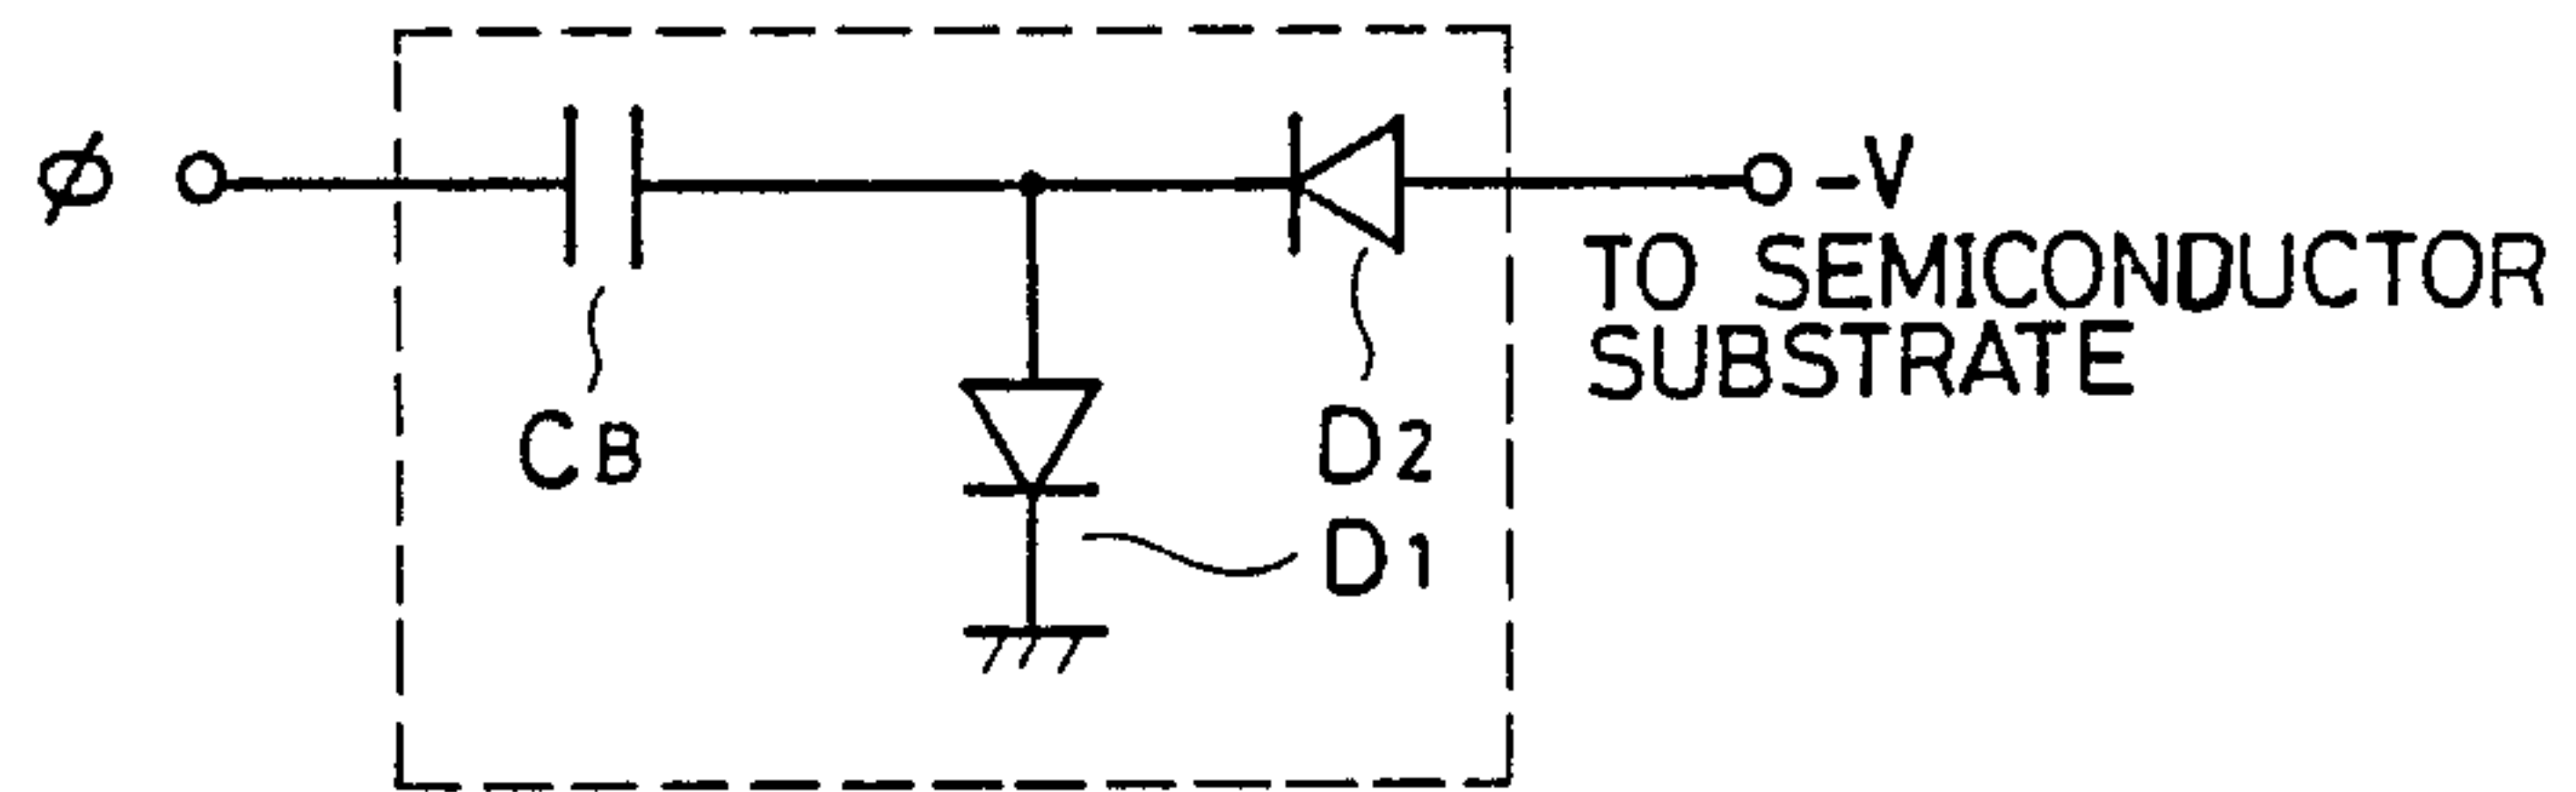 ϕ
-V
TO SEMICONDUCTOR
SUBSTRATE
CB
D2
D1